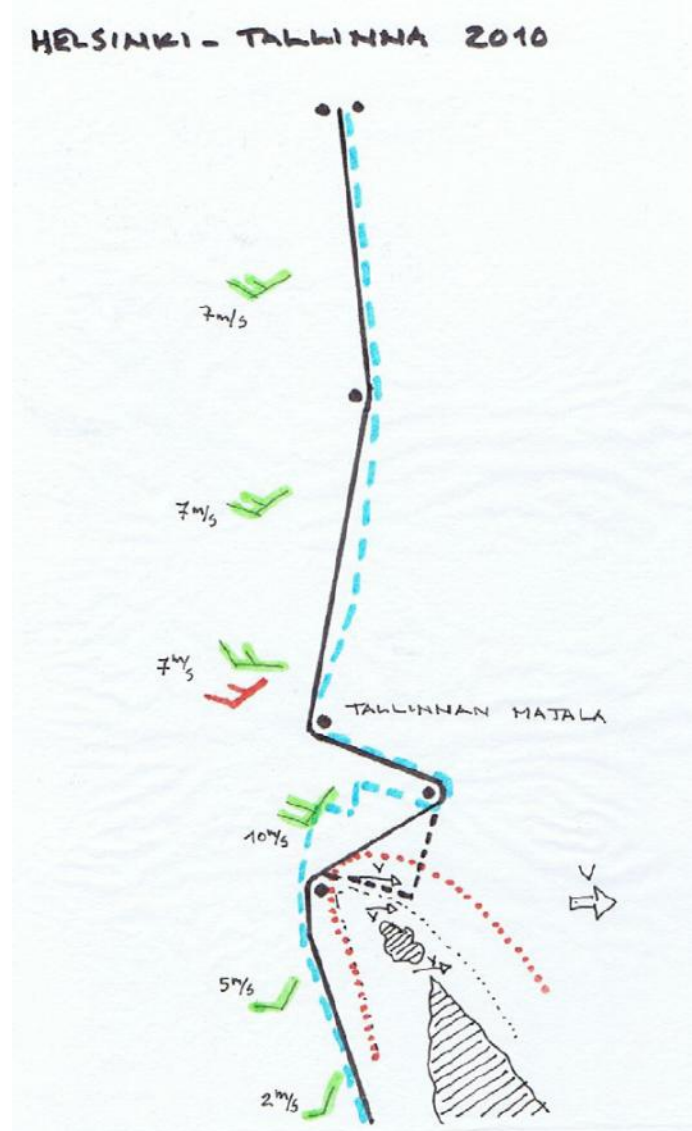 HELSINKI - TALLINNA 2010
7m/s
7m/s
7m/s
TALLINNAN MATALA
10m/s
V
V
V
V
5m/s
2m/s